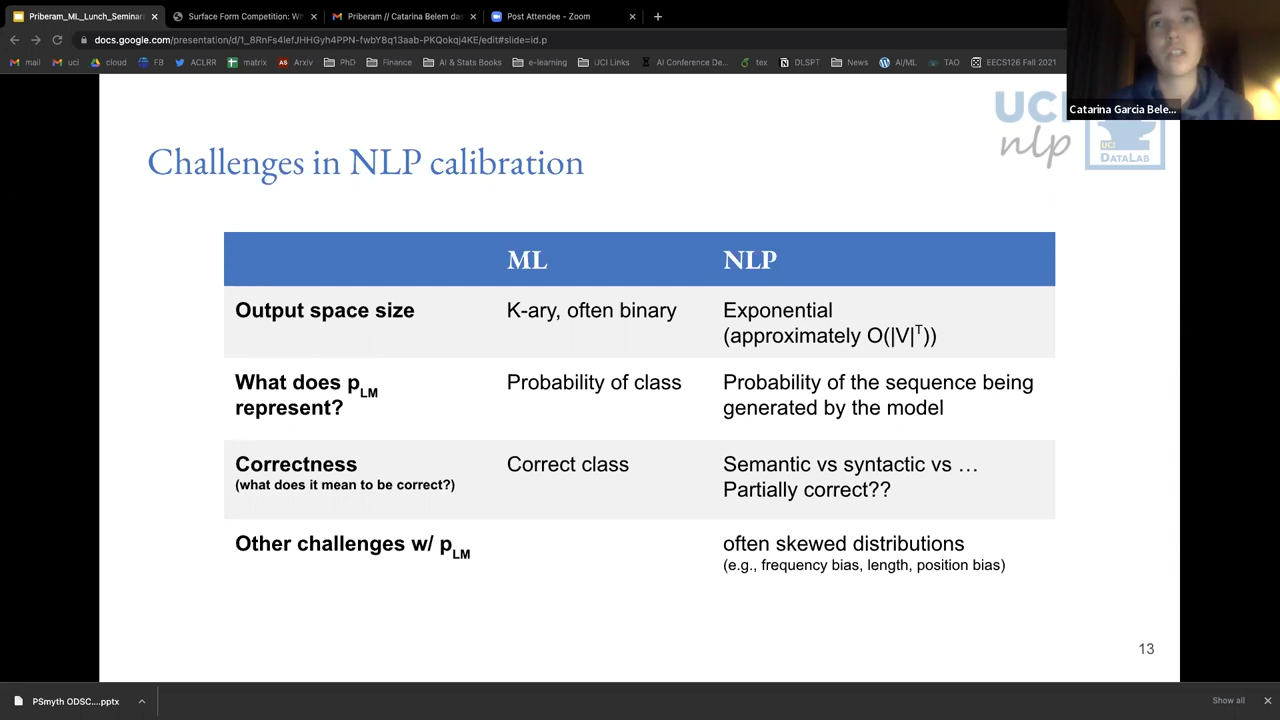 Priberam_ML_Lunch_Seminar
Surface Form Competition: Wh
Priberam // Catarina Belem das
Post Attendee - Zoom
docs.google.com/presentation/d/1_8RnFs4lefJHHGyh4PPN-fwbY8q13aab-PKQokqj4KE/edit#slide=id.p
mail uci cloud FB ACLRR matrix Arxiv PhD Finance AI & Stats Books e-learning UCI Links AI Conference De... tex DLSPT News AI/ML TAO EECS126 Fall 2021
Catarina Garcia Bele...
UCI
nlp
UCI
DATALAB
Challenges in NLP calibration
ML NLP
Output space size K-ary, often binary Exponential
(approximately O(|V|^T))
What does p_LM Probability of class Probability of the sequence being
represent? generated by the model
Correctness Correct class Semantic vs syntactic vs …
(what does it mean to be correct?) Partially correct??
Other challenges w/ p_LM often skewed distributions
(e.g., frequency bias, length, position bias)
13
PSmyth ODSC....pptx
Show all